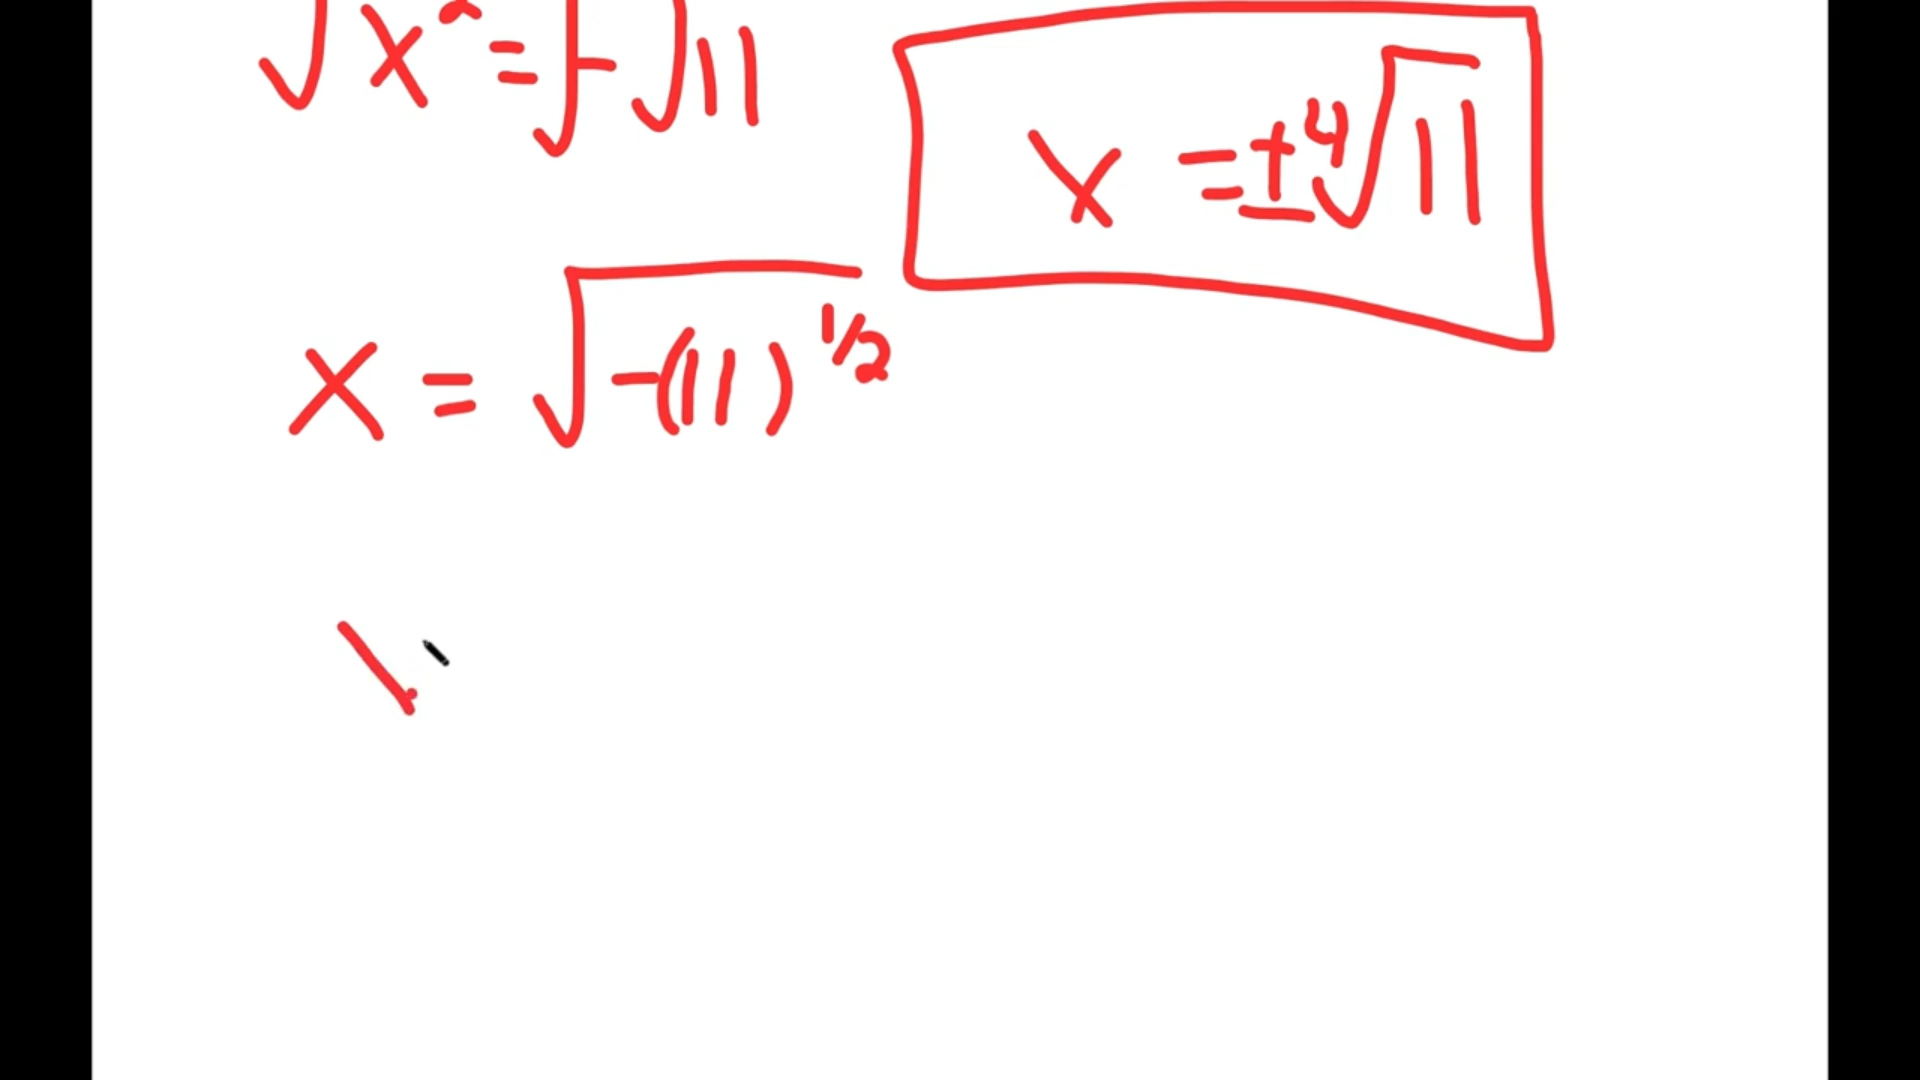 √x² = √-√11
x = ±⁴√11
x = √-(11)^1/2